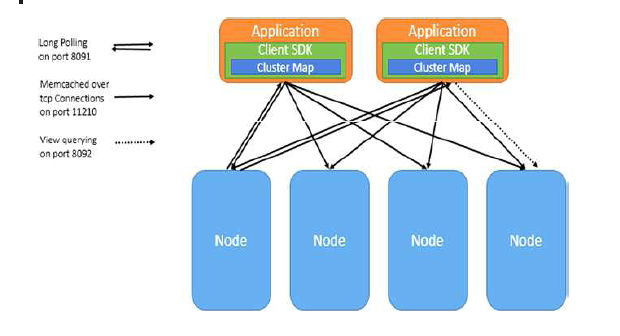 Long Polling
on port 8091
Memcached over
tcp Connections
on port 11210
View querying
on port 8092
Application
Client SDK
Cluster Map
Application
Client SDK
Cluster Map
Node
Node
Node
Node